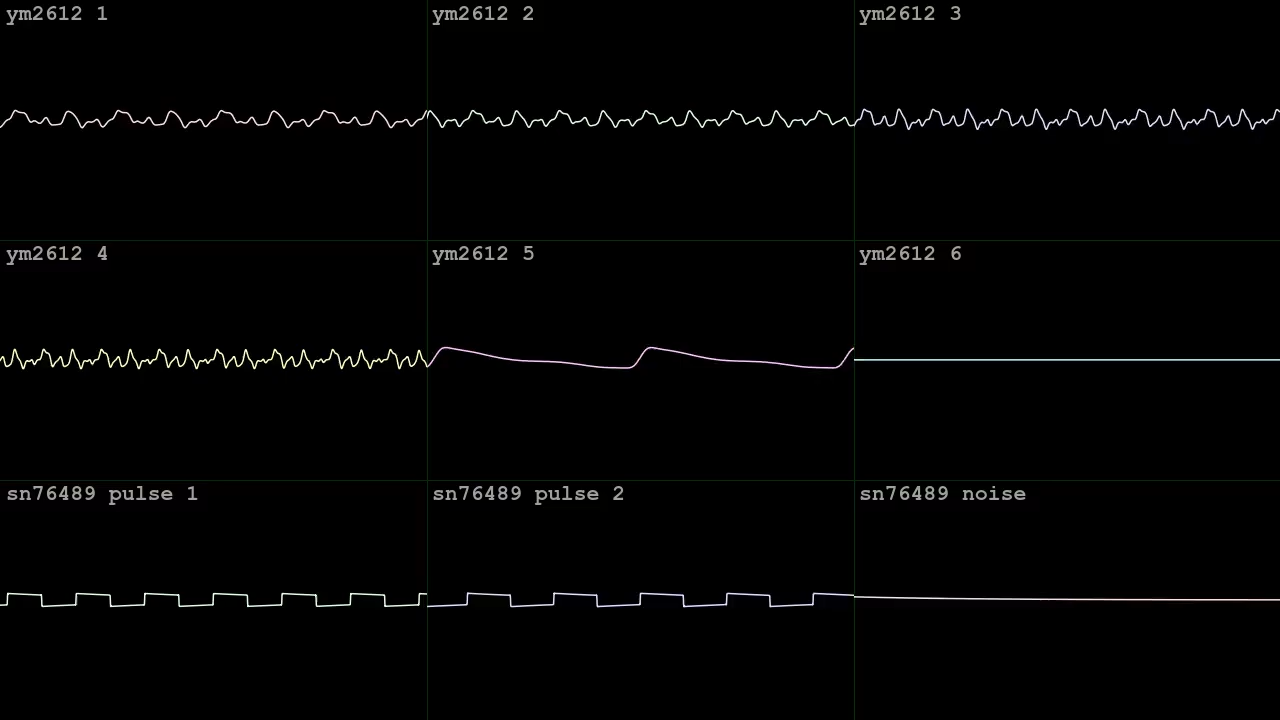 ym2612 1
ym2612 2
ym2612 3
ym2612 4
ym2612 5
ym2612 6
sn76489 pulse 1
sn76489 pulse 2
sn76489 noise